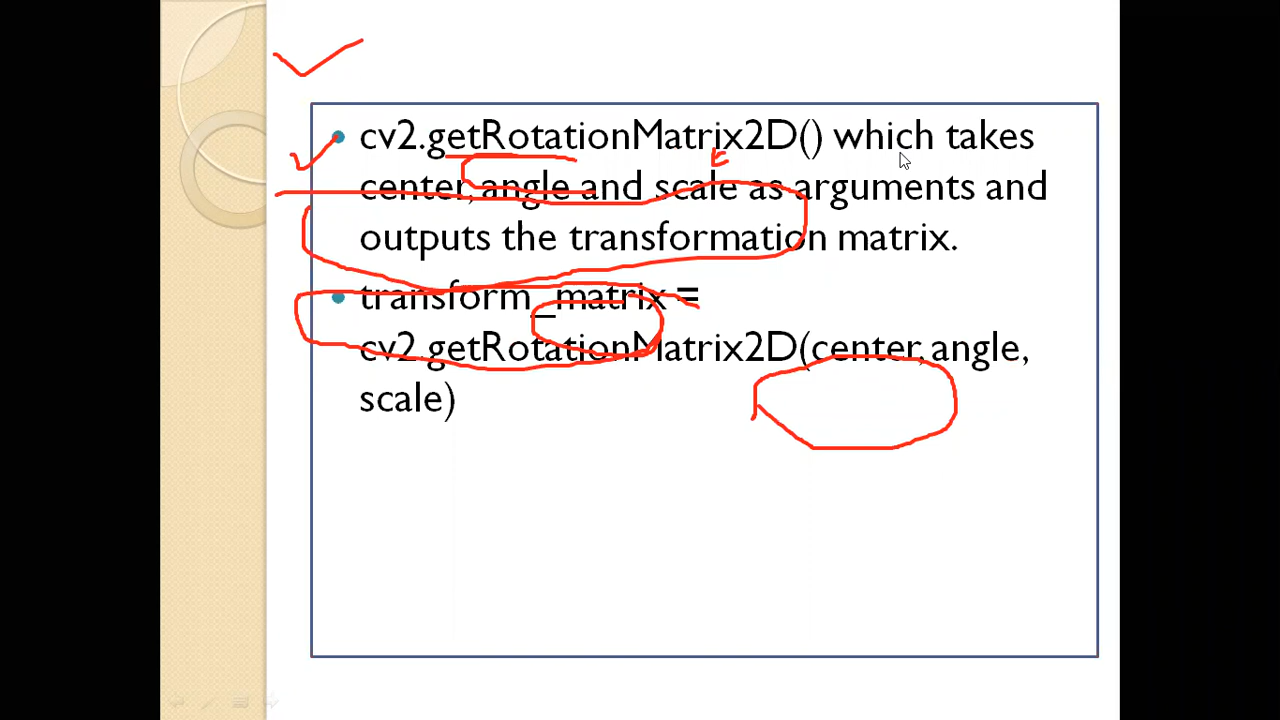 • cv2.getRotationMatrix2D() which takes
center, angle and scale as arguments and
outputs the transformation matrix.
• transform_matrix =
cv2.getRotationMatrix2D(center, angle,
scale)